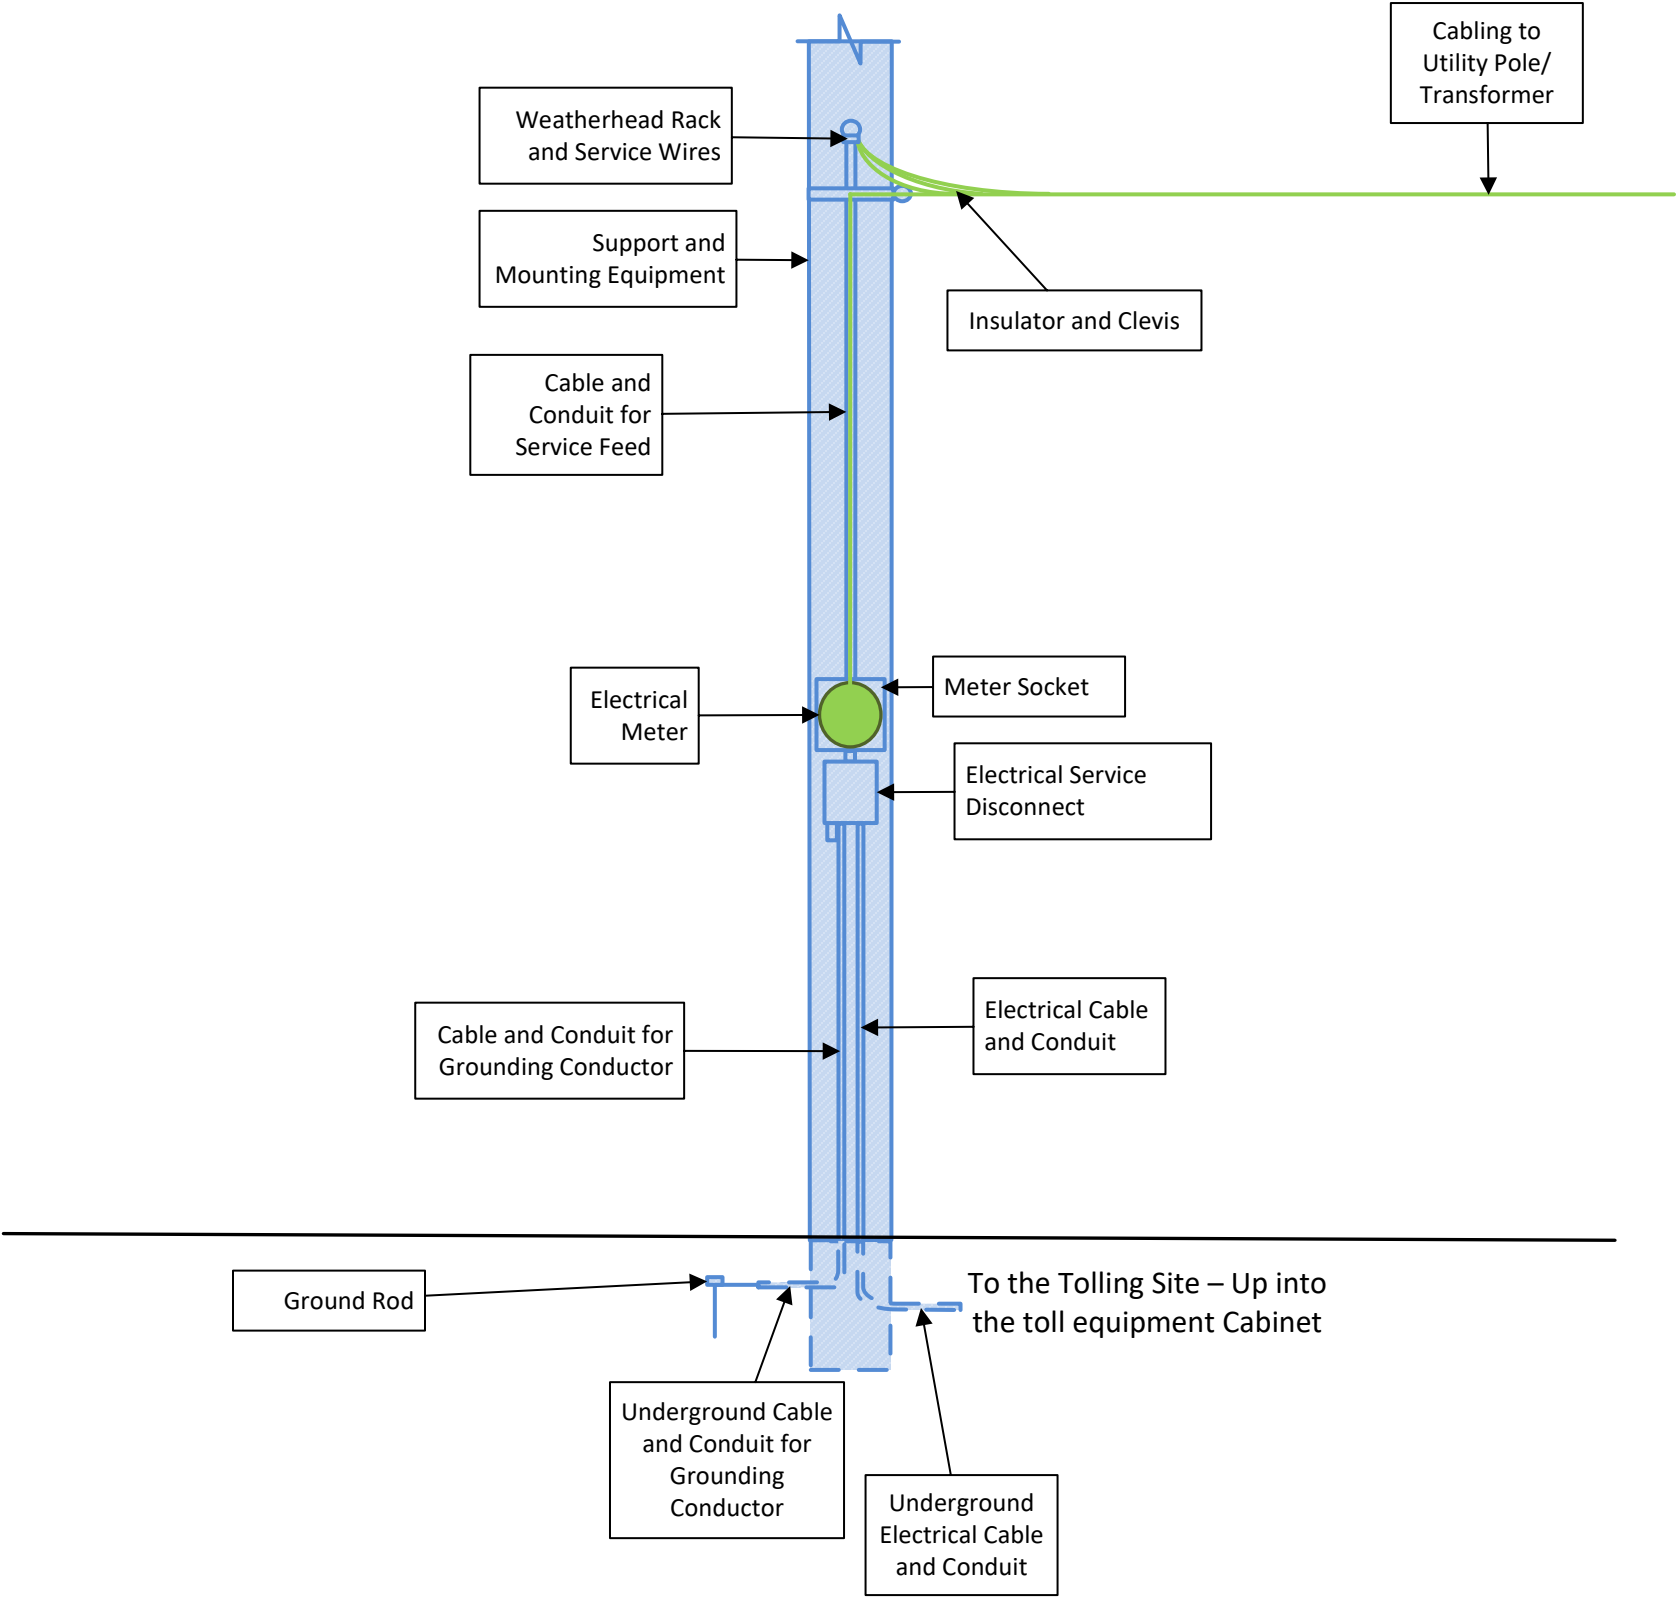 Cabling to
Utility Pole/
Transformer
Weatherhead Rack
and Service Wires
Support and
Mounting Equipment
Insulator and Clevis
Cable and
Conduit for
Service Feed
Meter Socket
Electrical
Meter
Electrical Service
Disconnect
Electrical Cable
and Conduit
Cable and Conduit for
Grounding Conductor
Ground Rod
To the Tolling Site – Up into
the toll equipment Cabinet
Underground Cable
and Conduit for
Grounding
Conductor
Underground
Electrical Cable
and Conduit